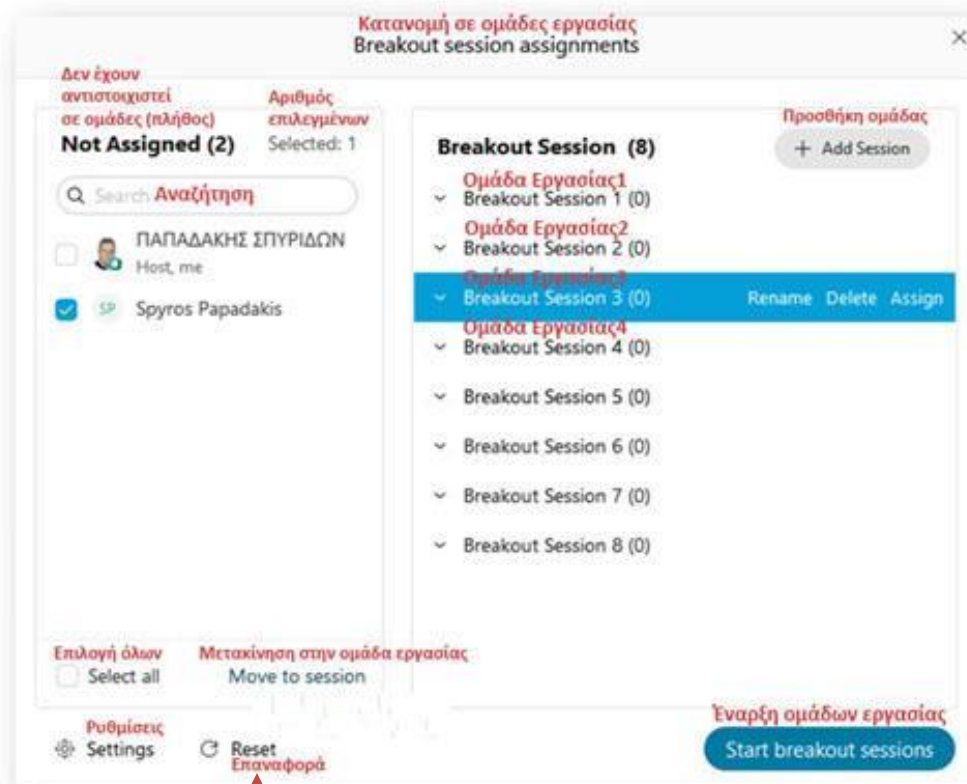 Κατανομή σε ομάδες εργασίας
Breakout session assignments
Δεν έχουν
αντιστοιχιστεί
σε ομάδες (πλήθος)
Αριθμός
επιλεγμένων
Not Assigned (2)
Selected: 1
Search Αναζήτηση
ΠΑΠΑΔΑΚΗΣ ΣΠΥΡΙΔΩΝ
Host, me
SP Spyros Papadakis
Επιλογή όλων
Select all
Μετακίνηση στην ομάδα εργασίας
Move to session
Προσθήκη ομάδας
Breakout Session (8)
+ Add Session
Ομάδα Εργασίας1
Breakout Session 1 (0)
Ομάδα Εργασίας2
Breakout Session 2 (0)
Ομάδα Εργασίας3
Breakout Session 3 (0) Rename Delete Assign
Ομάδα Εργασίας4
Breakout Session 4 (0)
Breakout Session 5 (0)
Breakout Session 6 (0)
Breakout Session 7 (0)
Breakout Session 8 (0)
Ρυθμίσεις
Settings
Reset
Επαναφορά
Έναρξη ομάδων εργασίας
Start breakout sessions